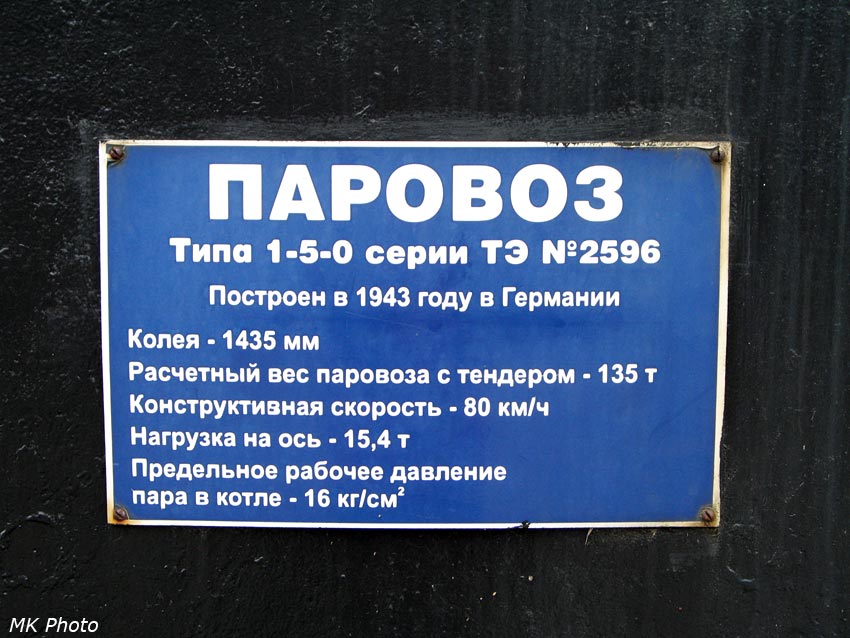 ПАРОВОЗ
Типа 1-5-0 серии ТЭ №2596
Построен в 1943 году в Германии
Колея - 1435 мм
Расчетный вес паровоза с тендером - 135 т
Конструктивная скорость - 80 км/ч
Нагрузка на ось - 15,4 т
Предельное рабочее давление
пара в котле - 16 кг/см²
MK Photo